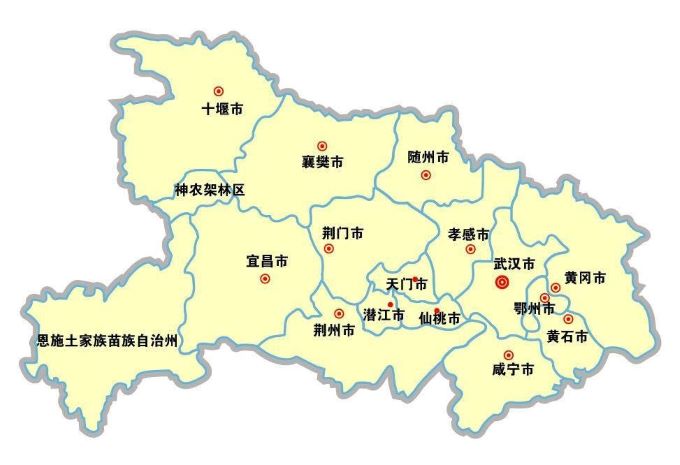 十堰市
襄樊市
随州市
神农架林区
荆门市
孝感市
宜昌市
武汉市
黄冈市
天门市
鄂州市
潜江市
仙桃市
荆州市
黄石市
恩施土家族苗族自治州
咸宁市